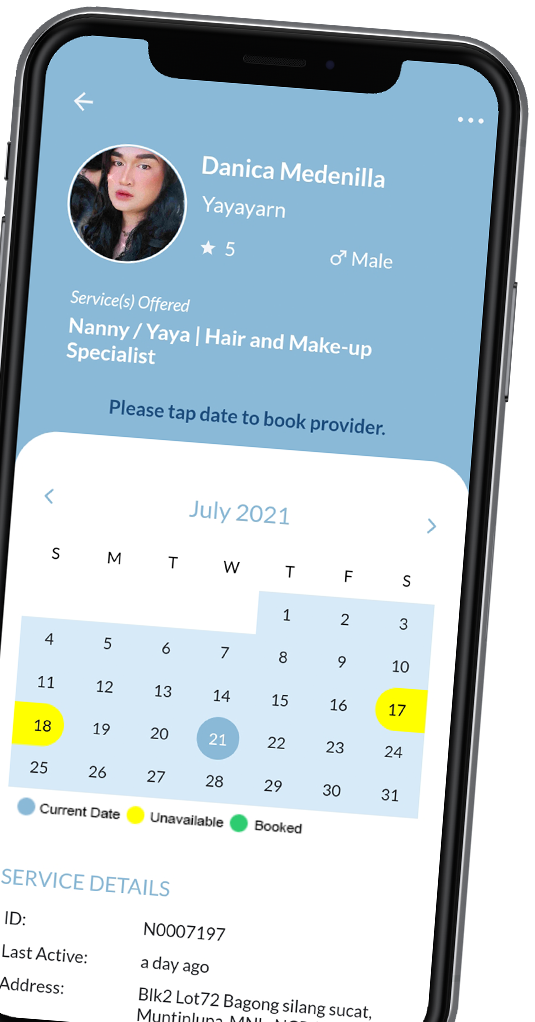 Danica Medenilla
Yayayarn
5
Male
Service(s) Offered
Nanny / Yaya | Hair and Make-up
Specialist
Please tap date to book provider.
July 2021
S M T W T F S
1 2 3
4 5 6 7 8 9 10
11 12 13 14 15 16 17
18 19 20 21 22 23 24
25 26 27 28 29 30 31
Current Date Unavailable Booked
SERVICE DETAILS
ID: N0007197
Last Active: a day ago
Address: Blk2 Lot72 Bagong silang sucat,
Muntinlupa, MNL, NCR